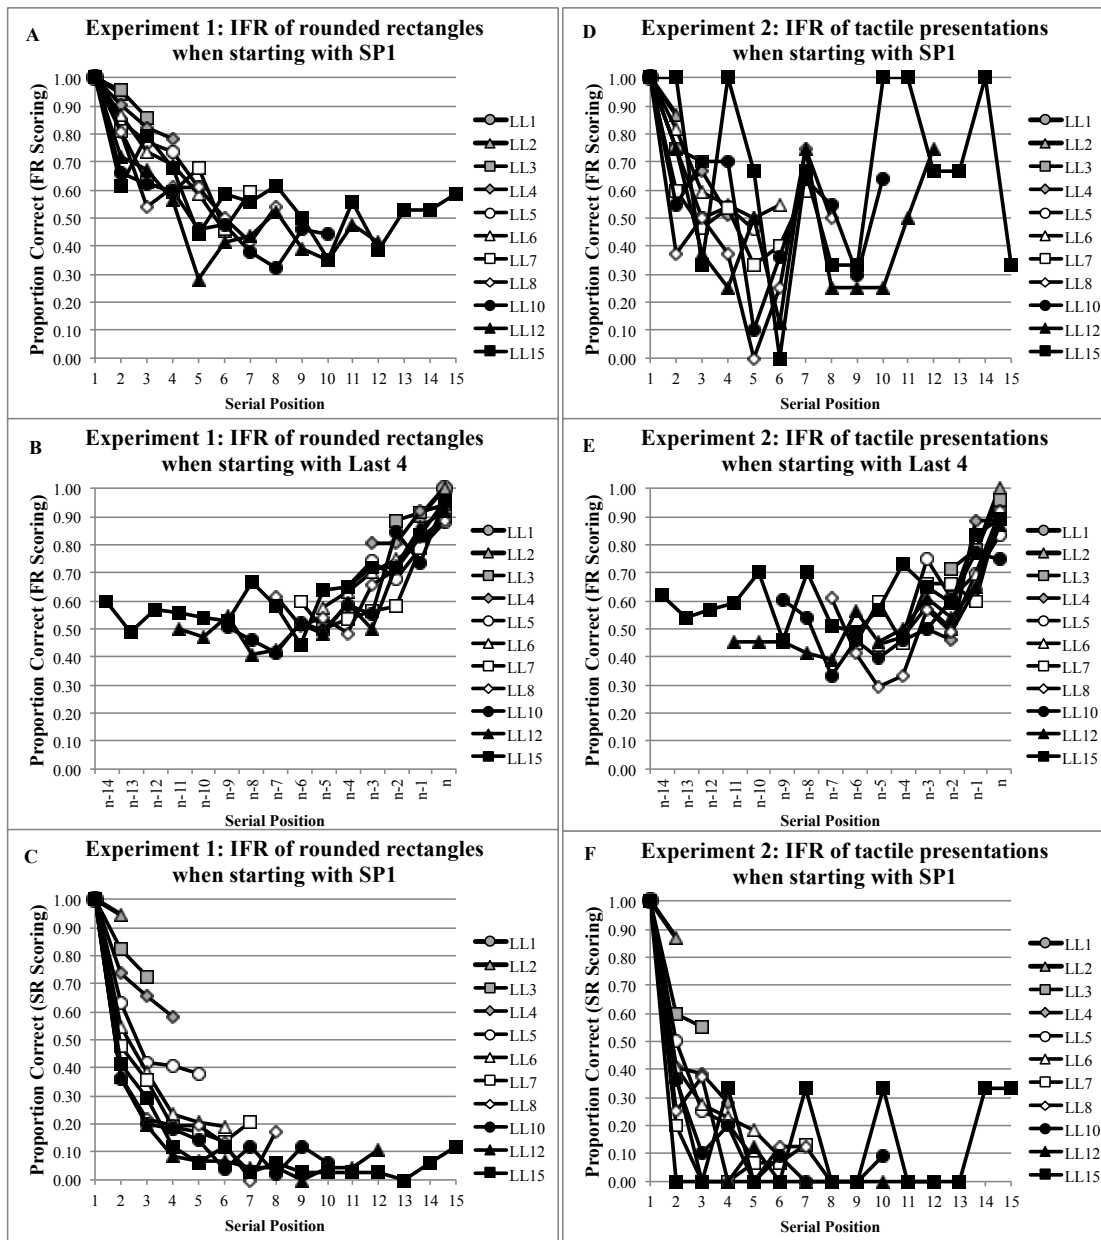 A
Experiment 1: IFR of rounded rectangles
when starting with SP1
Proportion Correct (FR Scoring)
1.00
0.90
0.80
0.70
0.60
0.50
0.40
0.30
0.20
0.10
0.00
1 2 3 4 5 6 7 8 9 10 11 12 13 14 15
Serial Position
LL1
LL2
LL3
LL4
LL5
LL6
LL7
LL8
LL10
LL12
LL15
D
Experiment 2: IFR of tactile presentations
when starting with SP1
Proportion Correct (FR Scoring)
1.00
0.90
0.80
0.70
0.60
0.50
0.40
0.30
0.20
0.10
0.00
1 2 3 4 5 6 7 8 9 10 11 12 13 14 15
Serial Position
LL1
LL2
LL3
LL4
LL5
LL6
LL7
LL8
LL10
LL12
LL15
B
Experiment 1: IFR of rounded rectangles
when starting with Last 4
Proportion Correct (FR Scoring)
1.00
0.90
0.80
0.70
0.60
0.50
0.40
0.30
0.20
0.10
0.00
n-14 n-13 n-12 n-11 n-10 n-9 n-8 n-7 n-6 n-5 n-4 n-3 n-2 n-1 n
Serial Position
LL1
LL2
LL3
LL4
LL5
LL6
LL7
LL8
LL10
LL12
LL15
E
Experiment 2: IFR of tactile presentations
when starting with Last 4
Proportion Correct (FR Scoring)
1.00
0.90
0.80
0.70
0.60
0.50
0.40
0.30
0.20
0.10
0.00
n-14 n-13 n-12 n-11 n-10 n-9 n-8 n-7 n-6 n-5 n-4 n-3 n-2 n-1 n
Serial Position
LL1
LL2
LL3
LL4
LL5
LL6
LL7
LL8
LL10
LL12
LL15
C
Experiment 1: IFR of rounded rectangles
when starting with SP1
Proportion Correct (SR Scoring)
1.00
0.90
0.80
0.70
0.60
0.50
0.40
0.30
0.20
0.10
0.00
1 2 3 4 5 6 7 8 9 10 11 12 13 14 15
Serial Position
LL1
LL2
LL3
LL4
LL5
LL6
LL7
LL8
LL10
LL12
LL15
F
Experiment 2: IFR of tactile presentations
when starting with SP1
Proportion Correct (SR Scoring)
1.00
0.90
0.80
0.70
0.60
0.50
0.40
0.30
0.20
0.10
0.00
1 2 3 4 5 6 7 8 9 10 11 12 13 14 15
Serial Position
LL1
LL2
LL3
LL4
LL5
LL6
LL7
LL8
LL10
LL12
LL15